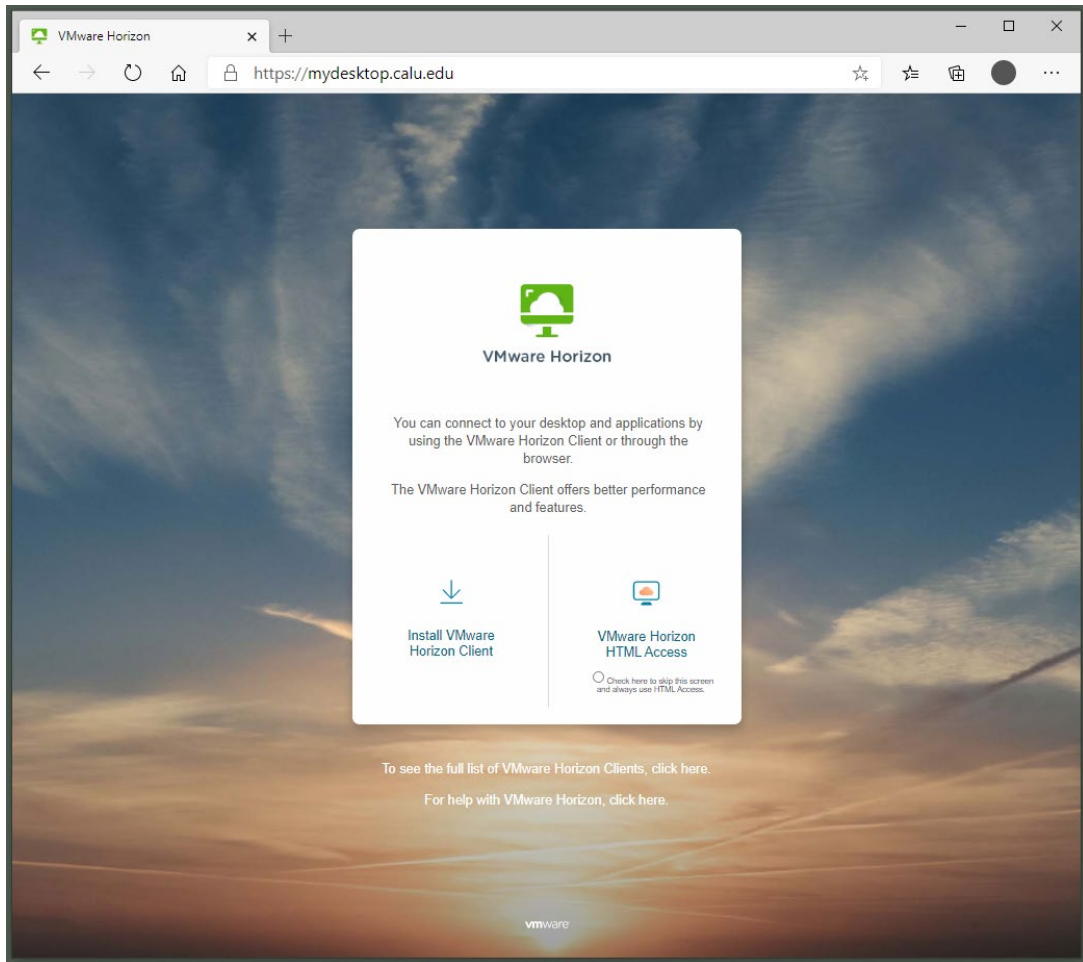 VMware Horizon
https://mydesktop.calu.edu
VMware Horizon
You can connect to your desktop and applications by
using the VMware Horizon Client or through the
browser.
The VMware Horizon Client offers better performance
and features.
Install VMware
Horizon Client
VMware Horizon
HTML Access
Check here to skip this screen
and always use HTML Access.
To see the full list of VMware Horizon Clients, click here.
For help with VMware Horizon, click here.
vmware